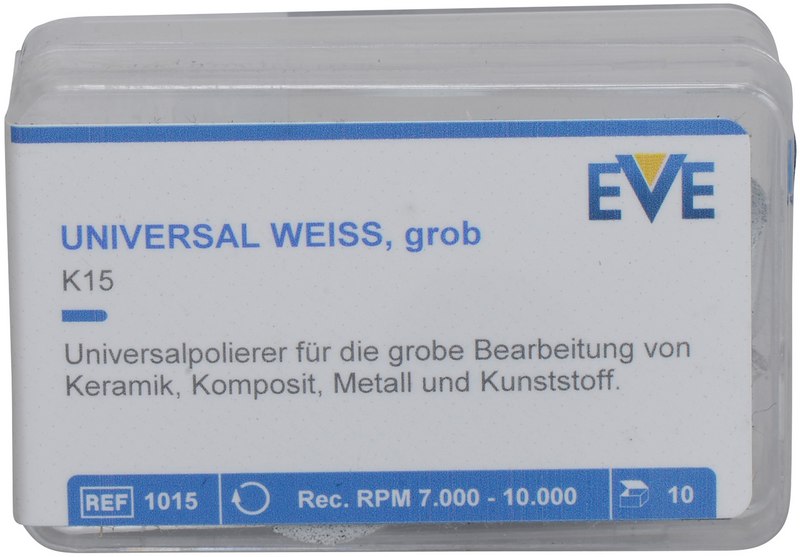 EVE
UNIVERSAL WEISS, grob
K15
Universalpolierer für die grobe Bearbeitung von
Keramik, Komposit, Metall und Kunststoff.
REF 1015 Rec. RPM 7.000 - 10.000 10